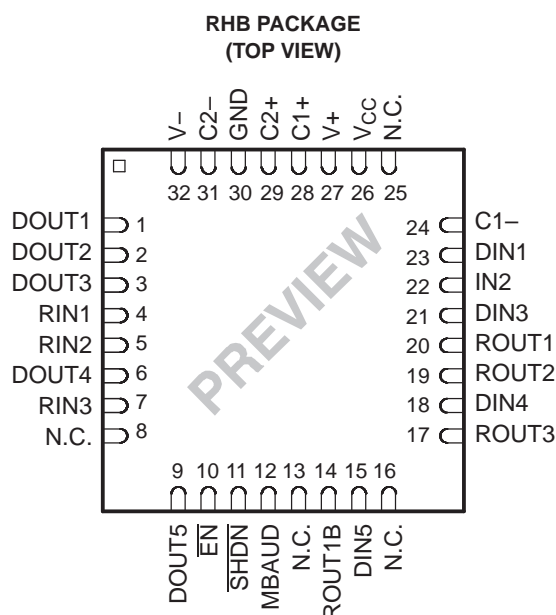 RHB PACKAGE
(TOP VIEW)
V–
C2–
GND
C2+
C1+
V+
VCC
N.C.
32 31 30 29 28 27 26 25
DOUT1 1
DOUT2 2
DOUT3 3
RIN1 4
RIN2 5
DOUT4 6
RIN3 7
N.C. 8
24 C1–
23 DIN1
22 IN2
21 DIN3
20 ROUT1
19 ROUT2
18 DIN4
17 ROUT3
PREVIEW
9 10 11 12 13 14 15 16
DOUT5
EN
SHDN
MBAUD
N.C.
ROUT1B
DIN5
N.C.